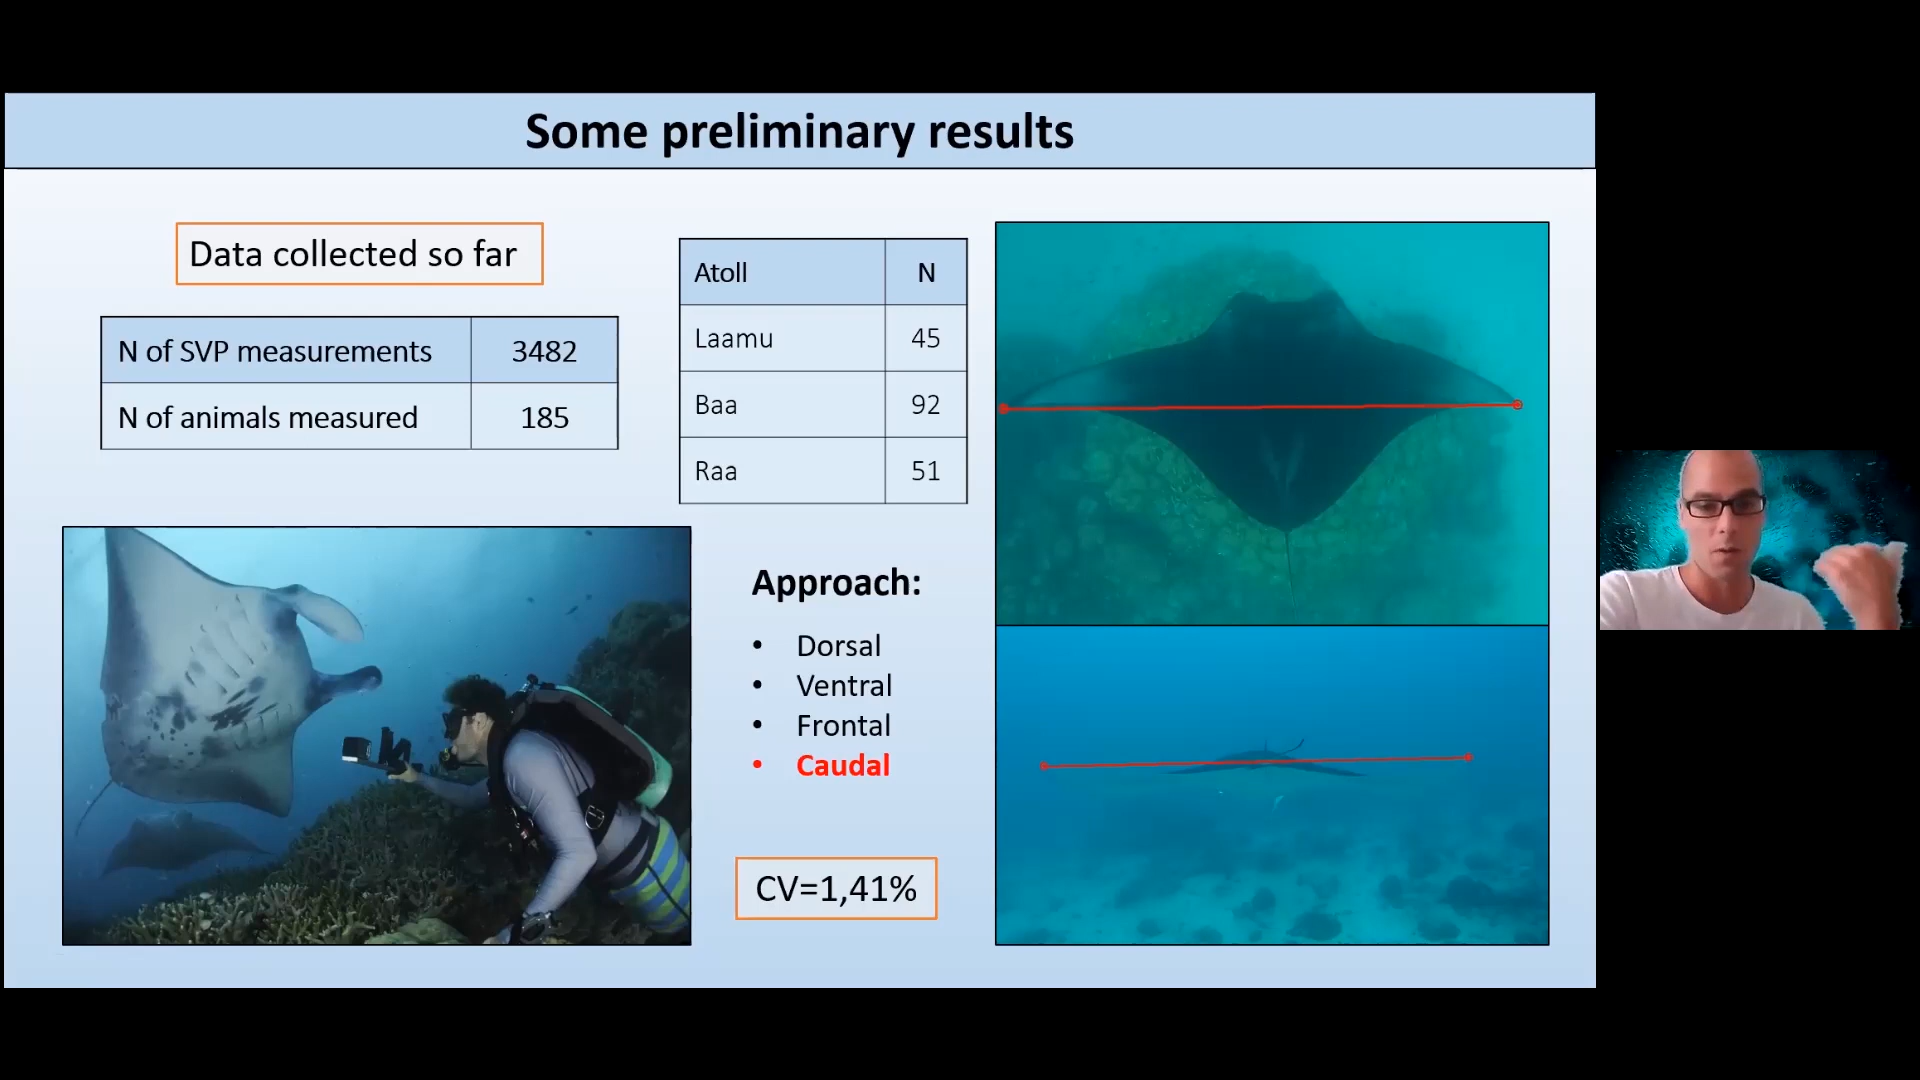 Some preliminary results
Data collected so far
N of SVP measurements 3482
N of animals measured 185
Atoll N
Laamu 45
Baa 92
Raa 51
Approach:
• Dorsal
• Ventral
• Frontal
• Caudal
CV=1,41%